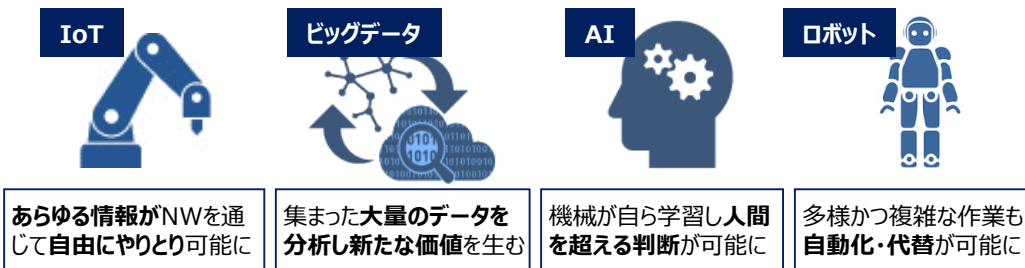 IoT
ビッグデータ
AI
ロボット
あらゆる情報がNWを通
じて自由にやりとり可能に
集まった大量のデータを
分析し新たな価値を生む
機械が自ら学習し人間
を超える判断が可能に
多様かつ複雑な作業も
自動化・代替が可能に